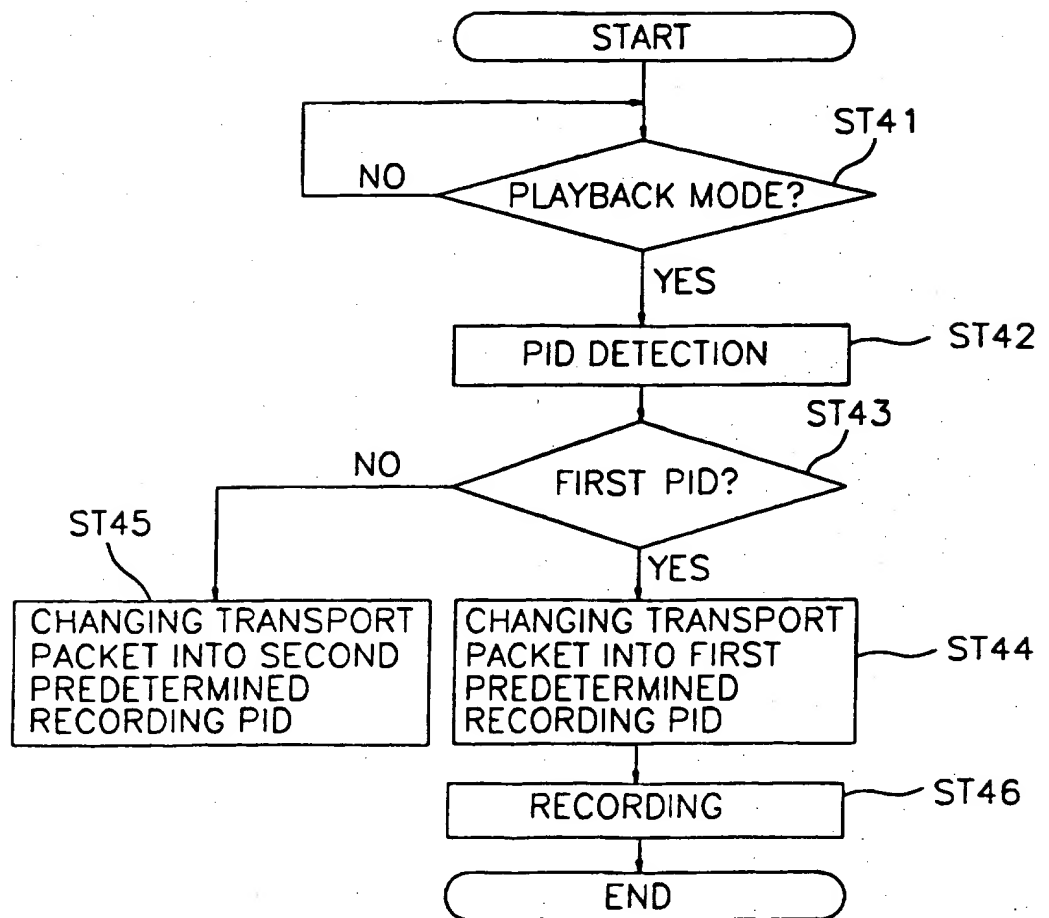 START
ST41
NO
PLAYBACK MODE?
YES
PID DETECTION
ST42
ST43
NO
FIRST PID?
ST45
YES
CHANGING TRANSPORT
PACKET INTO SECOND
PREDETERMINED
RECORDING PID
CHANGING TRANSPORT
PACKET INTO FIRST
PREDETERMINED
RECORDING PID
ST44
RECORDING
ST46
END